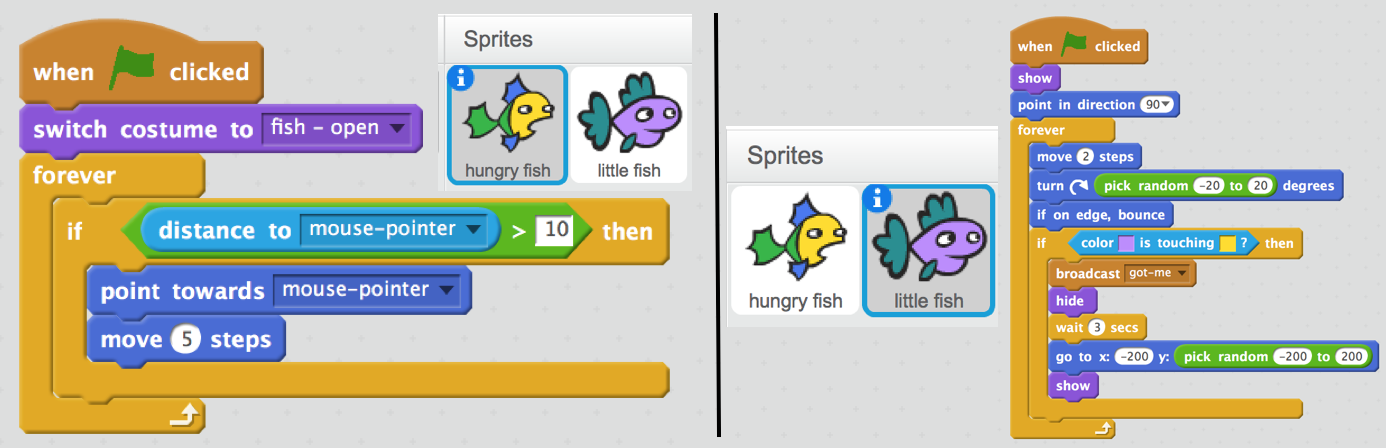 when clicked
switch costume to fish - open
forever
if distance to mouse-pointer > 10 then
point towards mouse-pointer
move 5 steps
Sprites
i
hungry fish little fish
Sprites
i
hungry fish little fish
when clicked
show
point in direction 90
forever
move 2 steps
turn pick random -20 to 20 degrees
if on edge, bounce
if color is touching ? then
broadcast got-me
hide
wait 3 secs
go to x: -200 y: pick random -200 to 200
show